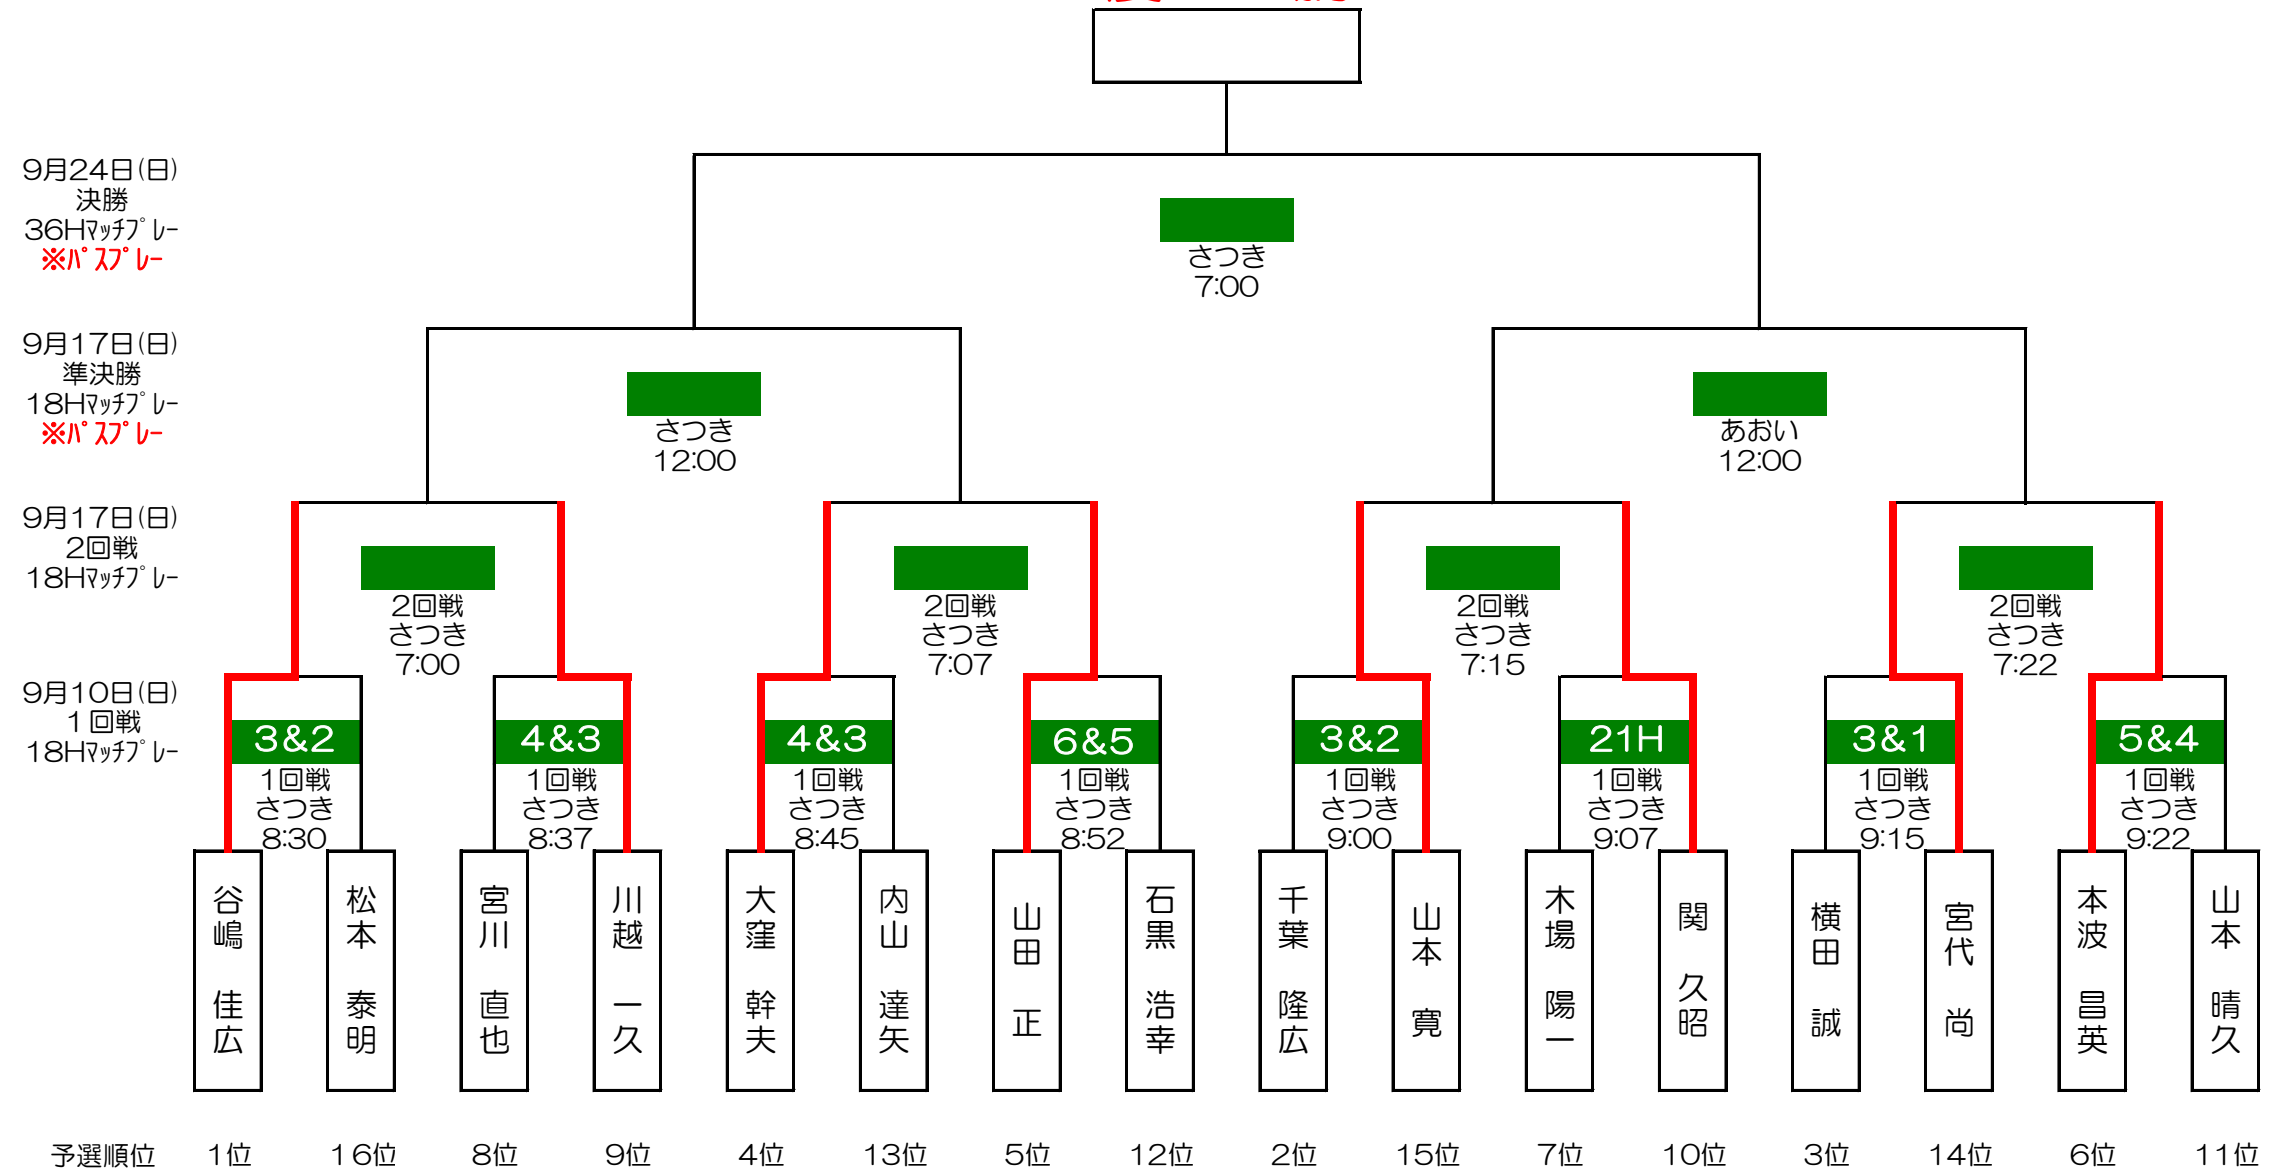 9月24日(日)
決勝
36Hﾏｯﾁﾌﾟﾚｰ
※ﾊﾟｽﾌﾟﾚｰ
さつき
7:00
9月17日(日)
準決勝
18Hﾏｯﾁﾌﾟﾚｰ
※ﾊﾟｽﾌﾟﾚｰ
さつき
12:00
あおい
12:00
9月17日(日)
2回戦
18Hﾏｯﾁﾌﾟﾚｰ
2回戦
さつき
7:00
2回戦
さつき
7:07
2回戦
さつき
7:15
2回戦
さつき
7:22
9月10日(日)
1回戦
18Hﾏｯﾁﾌﾟﾚｰ
3&2
1回戦
さつき
8:30
4&3
1回戦
さつき
8:37
4&3
1回戦
さつき
8:45
6&5
1回戦
さつき
8:52
3&2
1回戦
さつき
9:00
21H
1回戦
さつき
9:07
3&1
1回戦
さつき
9:15
5&4
1回戦
さつき
9:22
谷嶋 佳広
松本 泰明
宮川 直也
川越 一久
大窪 幹夫
内山 達矢
山田 正
石黒 浩幸
千葉 隆広
山本 寛
木場 陽一
関 久昭
横田 誠
宮代 尚
本波 昌英
山本 晴久
予選順位 1位 16位 8位 9位 4位 13位 5位 12位 2位 15位 7位 10位 3位 14位 6位 11位